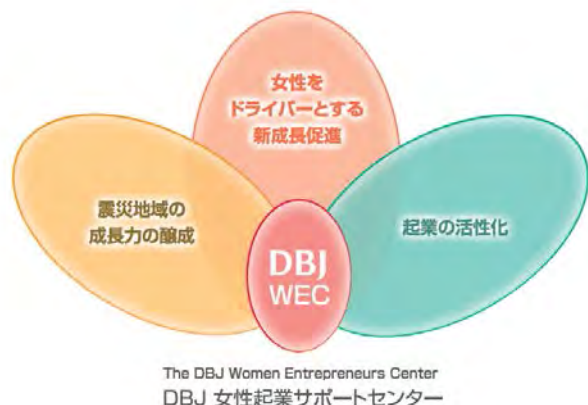 女性を
ドライバーとする
新成長促進
震災地域の
成長力の醸成
起業の活性化
DBJ
WEC
The DBJ Women Entrepreneurs Center
DBJ 女性起業サポートセンター